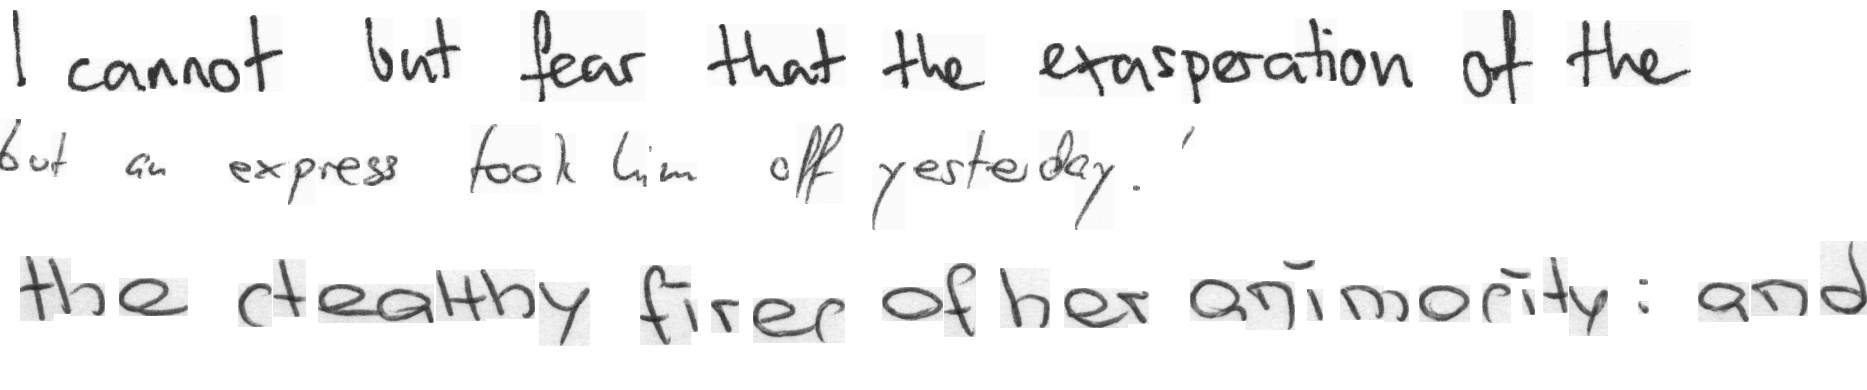 I cannot but fear that the exasperation of the
but an express took him off yesterday.'
the stealthy fires of her animosity: and